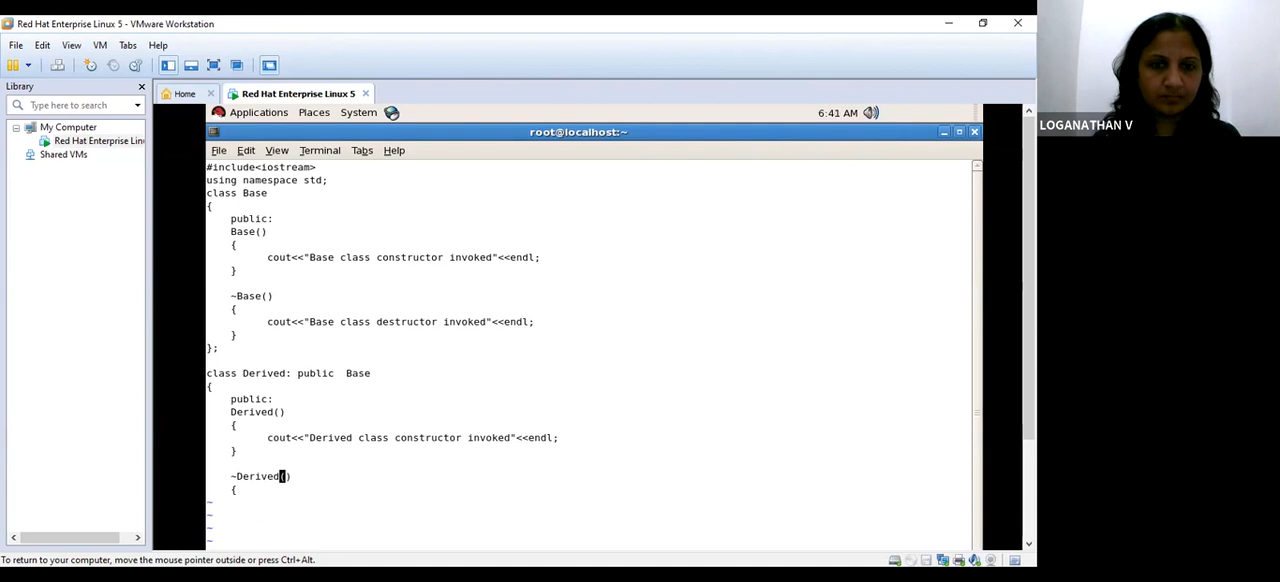 Red Hat Enterprise Linux 5 - VMware Workstation
File Edit View VM Tabs Help
Library
Home
Red Hat Enterprise Linux 5
Type here to search
My Computer
Red Hat Enterprise Lin
Shared VMs
Applications Places System
6:41 AM
LOGANATHAN V
root@localhost:~
File Edit View Terminal Tabs Help
#include<iostream>
using namespace std;
class Base
{
public:
Base()
{
cout<<"Base class constructor invoked"<<endl;
}
~Base()
{
cout<<"Base class destructor invoked"<<endl;
}
};
class Derived: public  Base
{
public:
Derived()
{
cout<<"Derived class constructor invoked"<<endl;
}
~Derived()
{
~
~
~
~
To return to your computer, move the mouse pointer outside or press Ctrl+Alt.